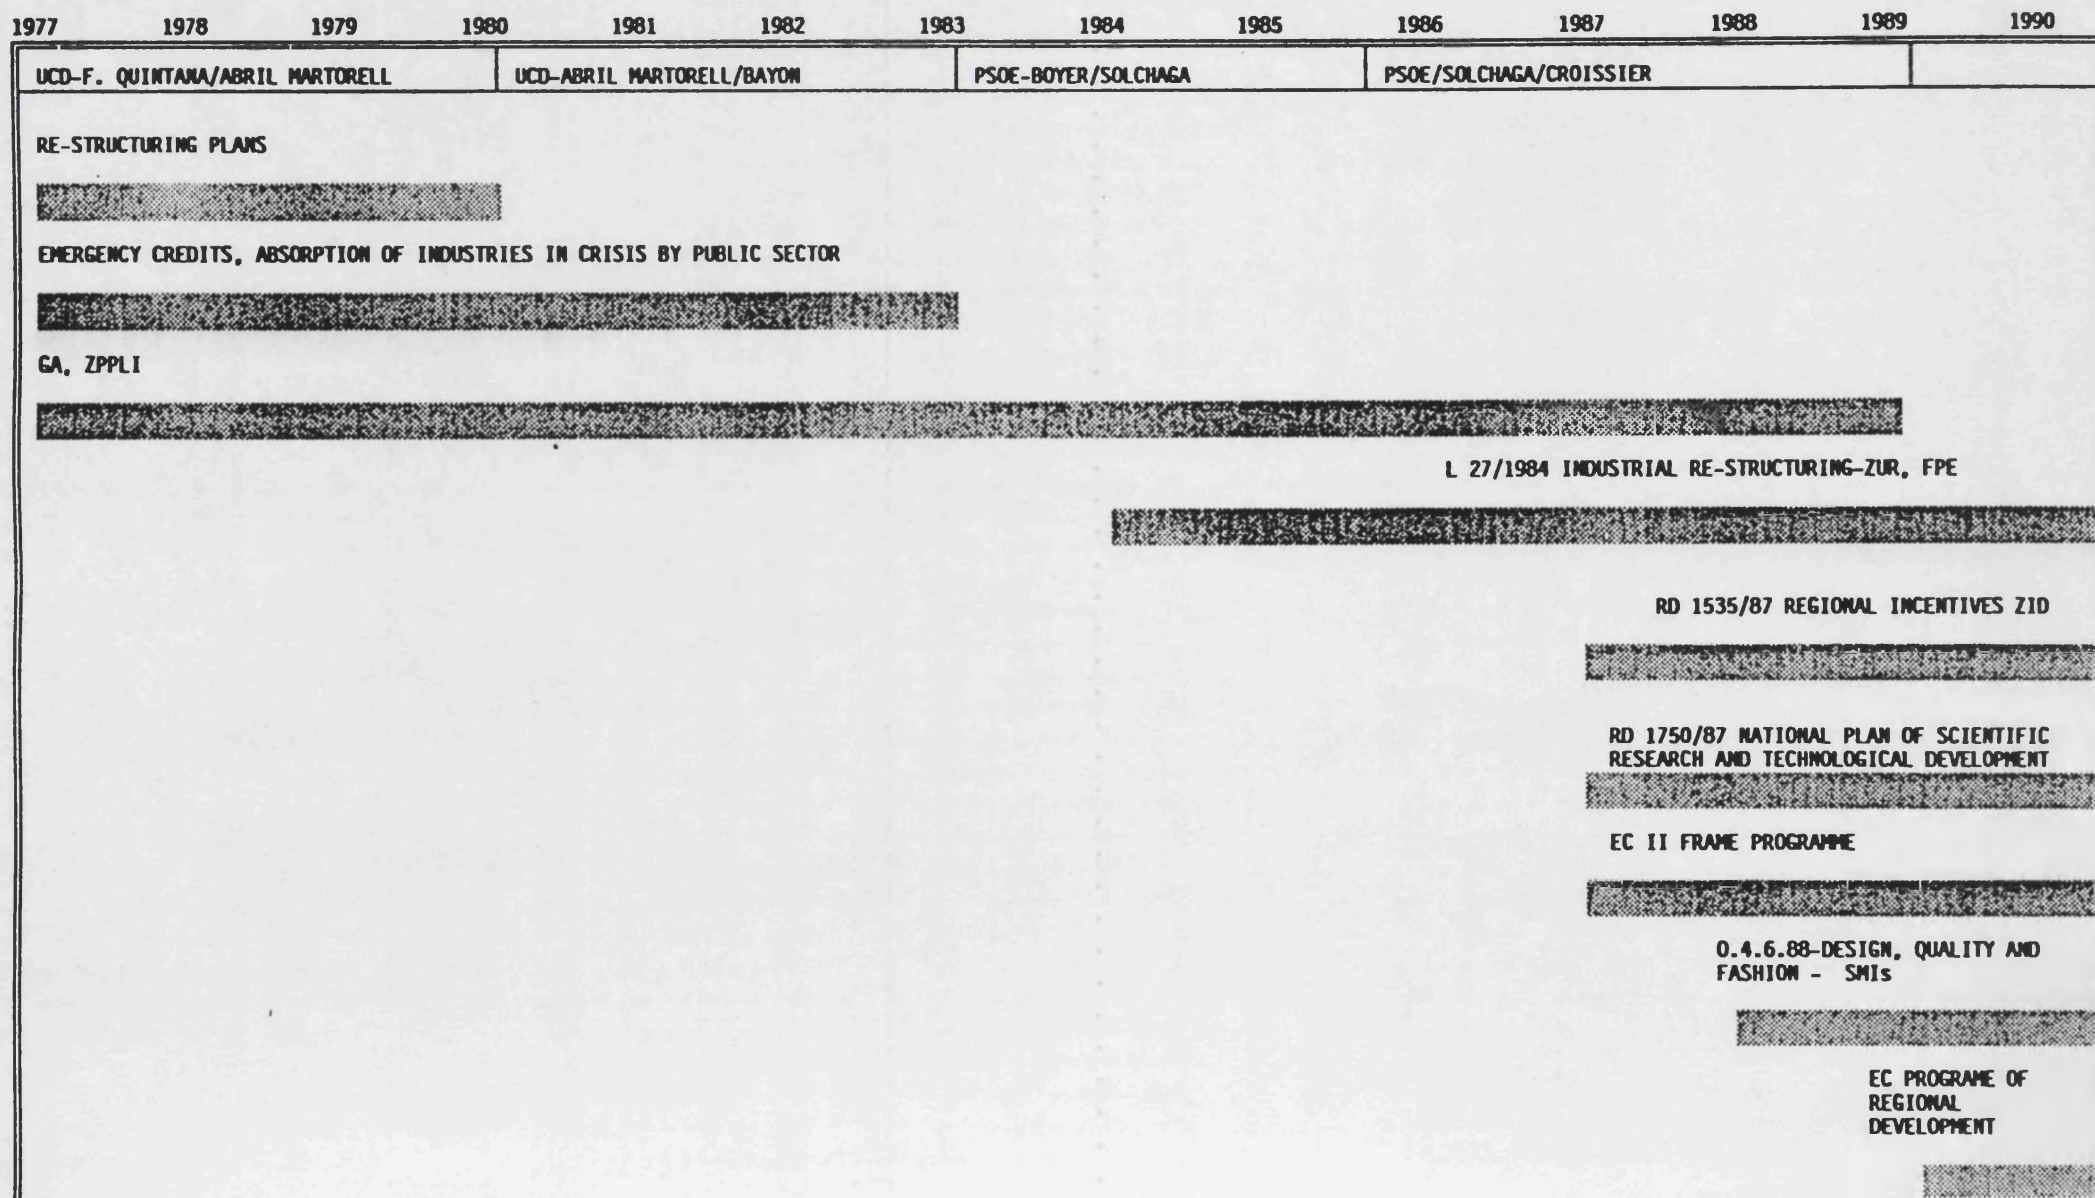 1977 1978 1979 1980 1981 1982 1983 1984 1985 1986 1987 1988 1989 1990
UCD-F. QUINTANA/ABRIL MARTORELL UCD-ABRIL MARTORELL/BAYON PSOE-BOYER/SOLCHAGA PSOE/SOLCHAGA/CROISSIER
RE-STRUCTURING PLANS
EMERGENCY CREDITS, ABSORPTION OF INDUSTRIES IN CRISIS BY PUBLIC SECTOR
GA, ZPPLI
L 27/1984 INDUSTRIAL RE-STRUCTURING-ZUR, FPE
RD 1535/87 REGIONAL INCENTIVES ZID
RD 1750/87 NATIONAL PLAN OF SCIENTIFIC
RESEARCH AND TECHNOLOGICAL DEVELOPMENT
EC II FRAME PROGRAMME
O.4.6.88-DESIGN, QUALITY AND
FASHION - SMIs
EC PROGRAME OF
REGIONAL
DEVELOPMENT